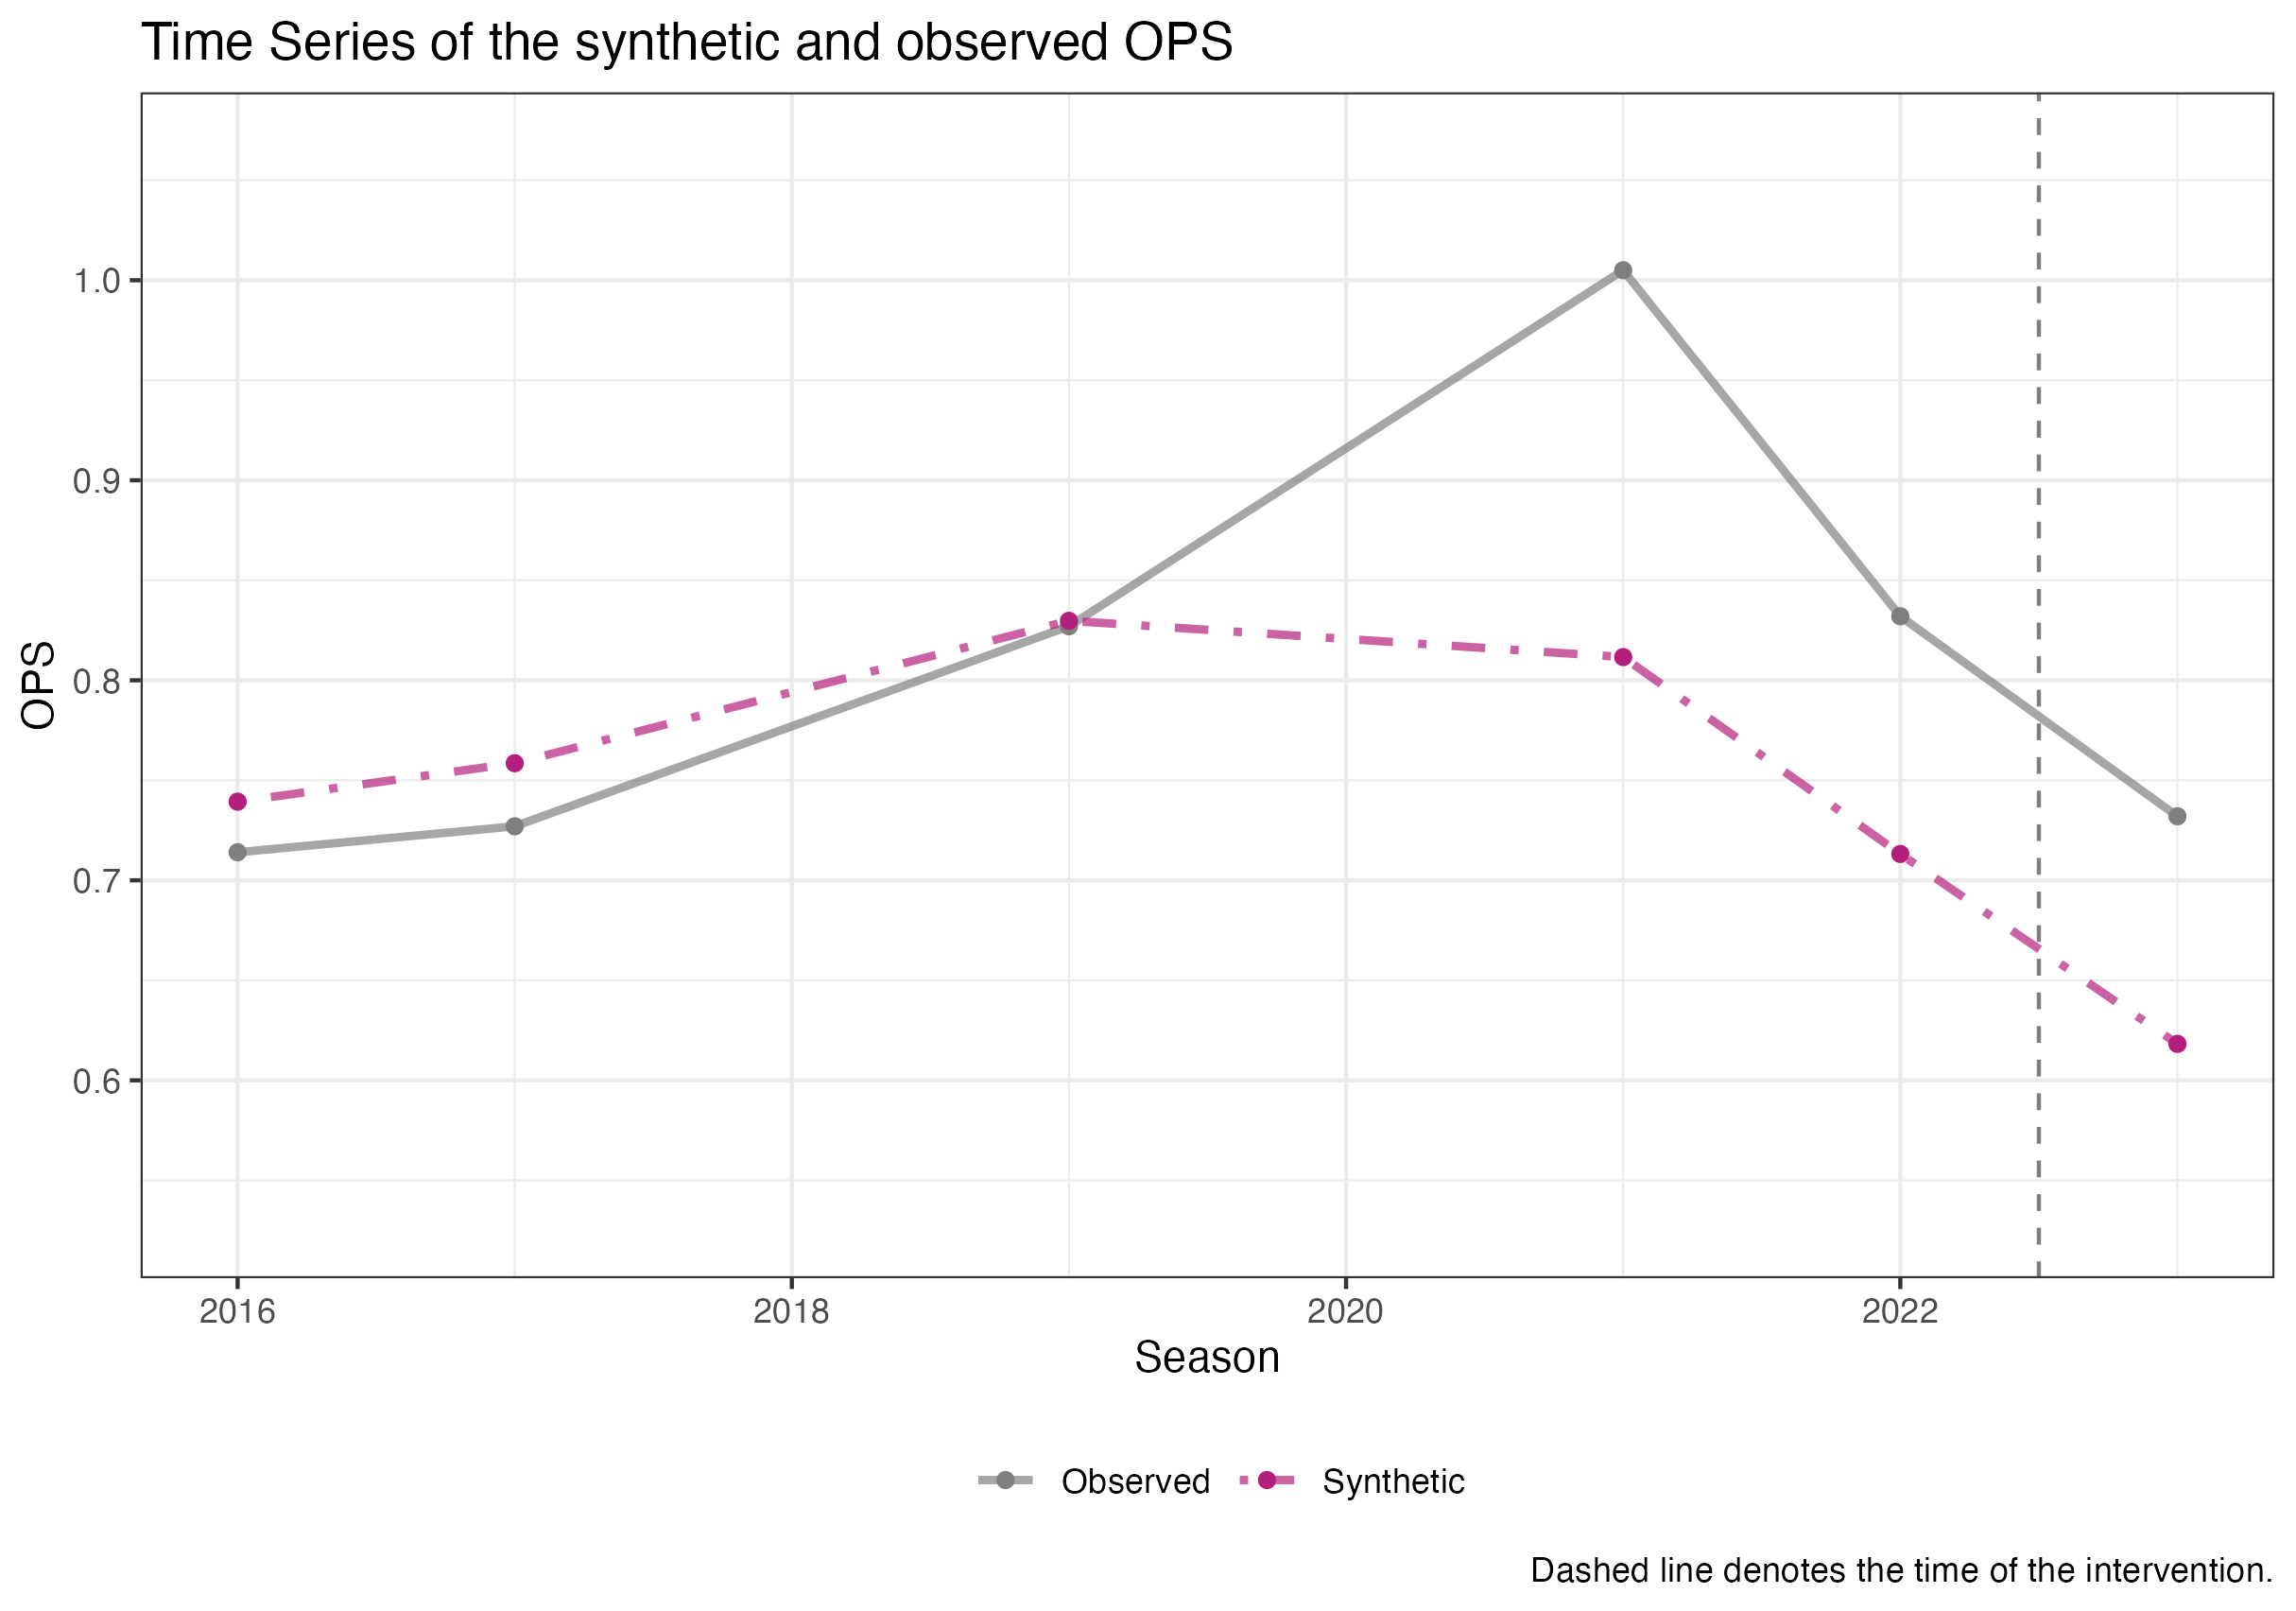 Time Series of the synthetic and observed OPS
OPS
1.0
0.9
0.8
0.7
0.6
2016 2018 2020 2022
Season
Observed Synthetic
Dashed line denotes the time of the intervention.